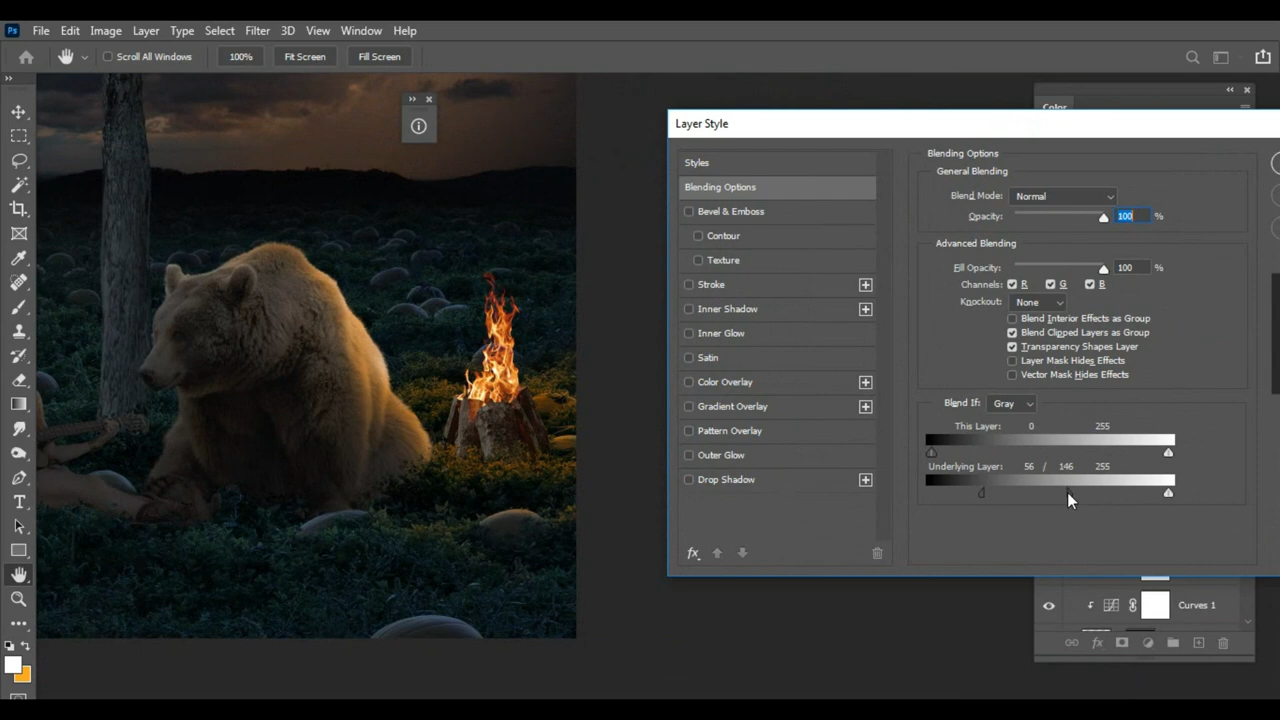 Ps File Edit Image Layer Type Select Filter 3D View Window Help
Scroll All Windows 100% Fit Screen Fill Screen
Color
Layer Style
Styles
Blending Options
Bevel & Emboss
Contour
Texture
Stroke
Inner Shadow
Inner Glow
Satin
Color Overlay
Gradient Overlay
Pattern Overlay
Outer Glow
Drop Shadow
fx
Blending Options
General Blending
Blend Mode: Normal
Opacity: 100 %
Advanced Blending
Fill Opacity: 100 %
Channels: R G B
Knockout: None
Blend Interior Effects as Group
Blend Clipped Layers as Group
Transparency Shapes Layer
Layer Mask Hides Effects
Vector Mask Hides Effects
Blend If: Gray
This Layer: 0 255
Underlying Layer: 56 / 146 255
Curves 1
fx
T